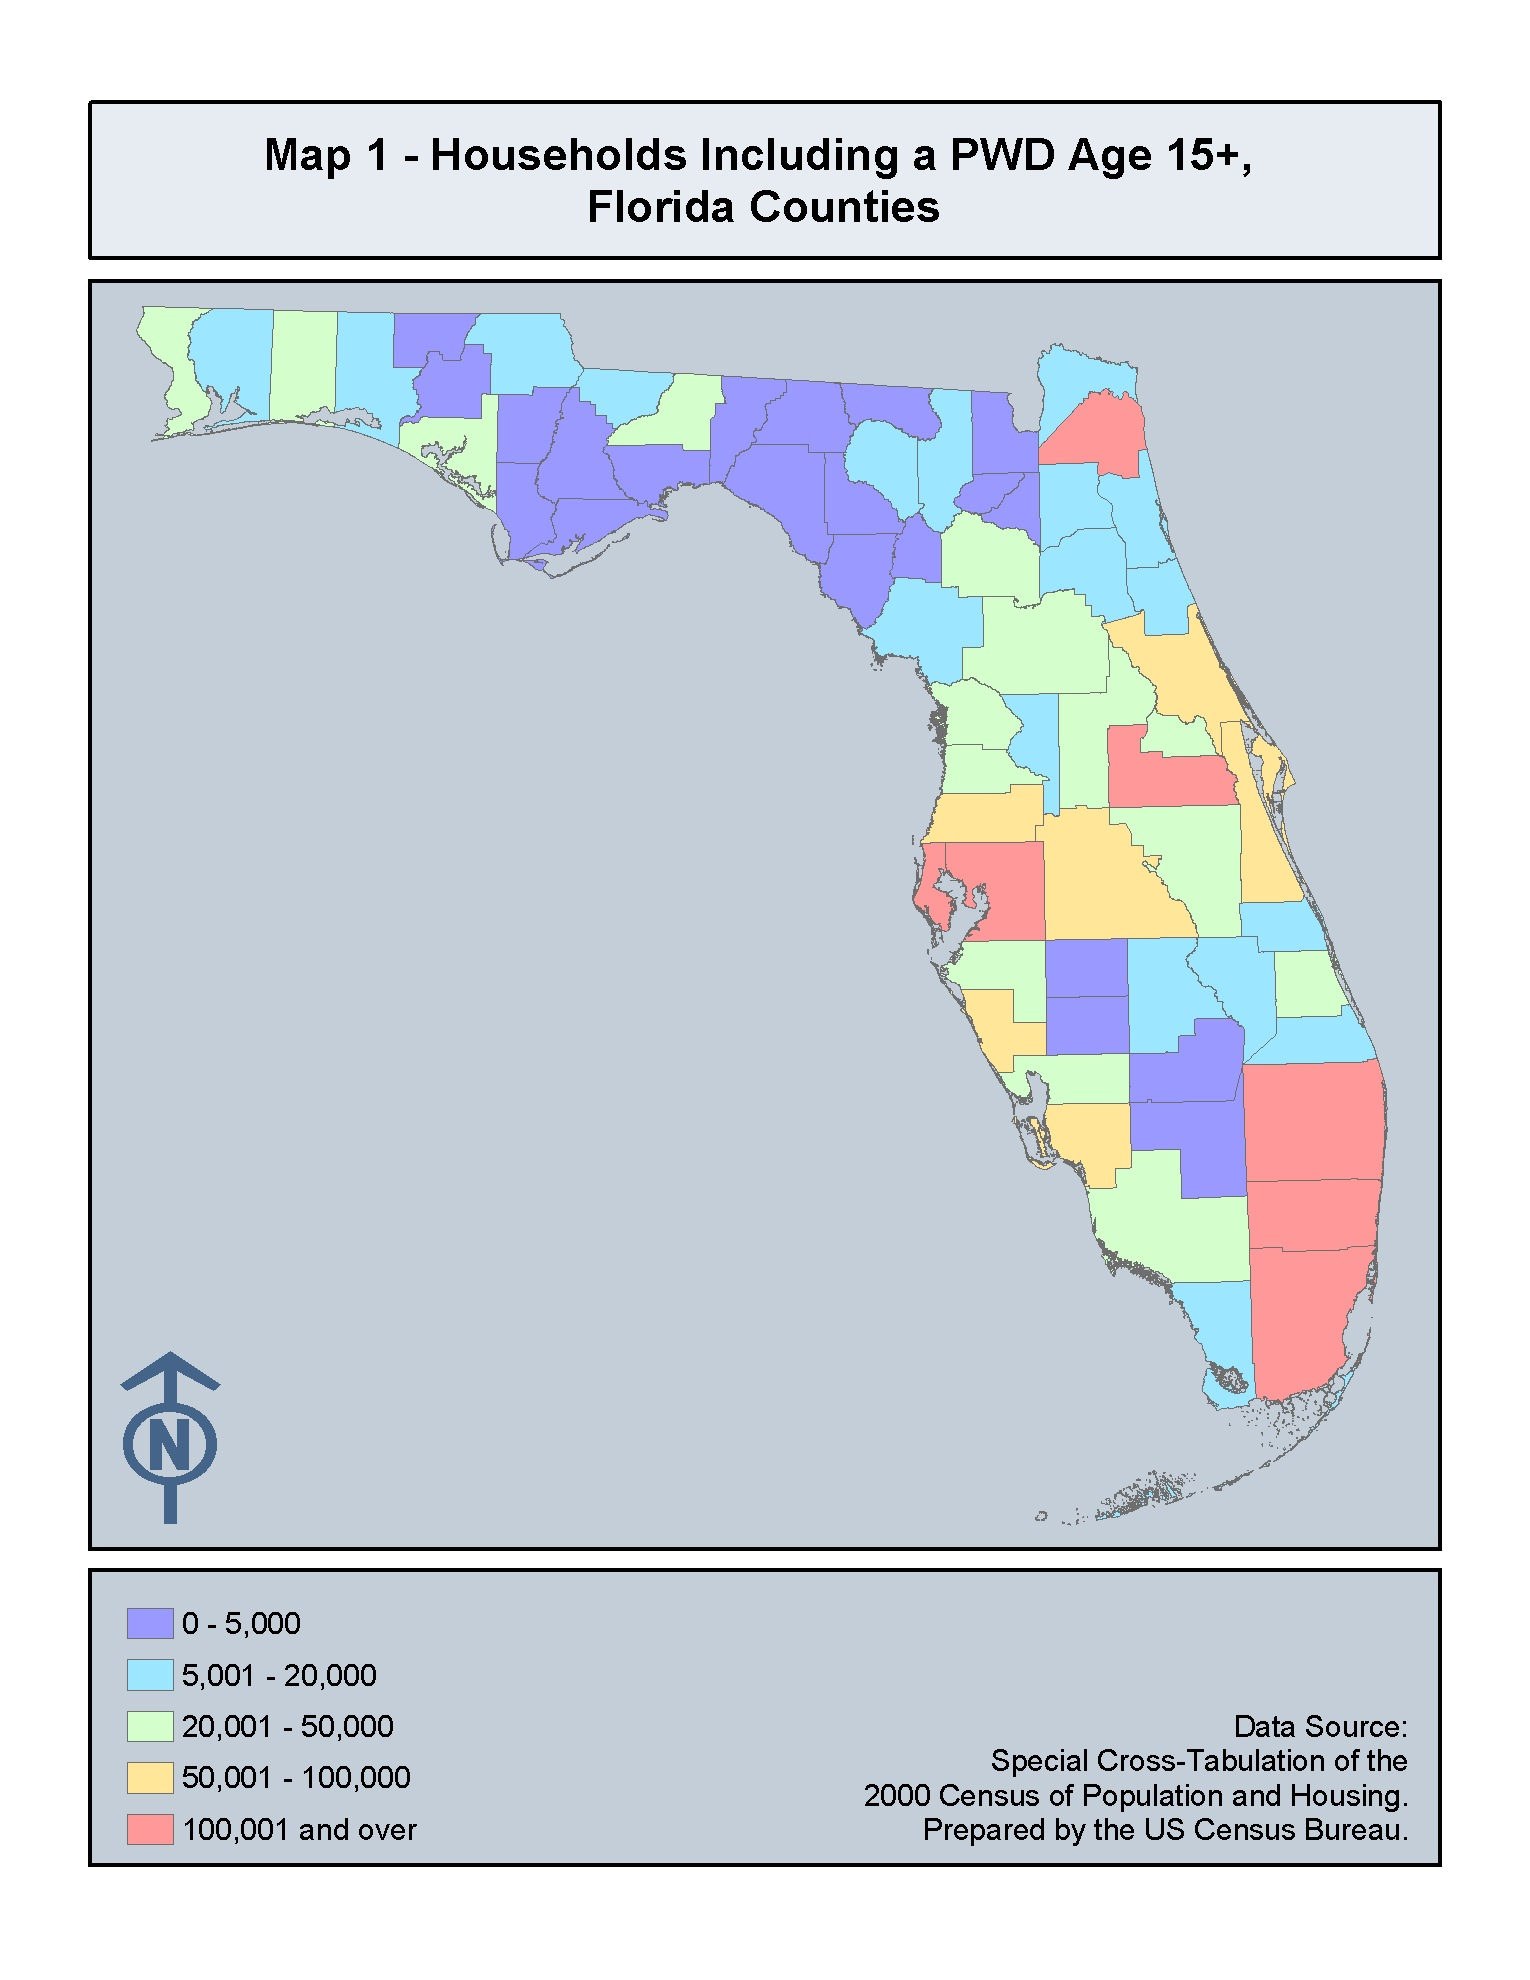 Map 1 - Households Including a PWD Age 15+,
Florida Counties
N
0 - 5,000
5,001 - 20,000
20,001 - 50,000
50,001 - 100,000
100,001 and over
Data Source:
Special Cross-Tabulation of the
2000 Census of Population and Housing.
Prepared by the US Census Bureau.